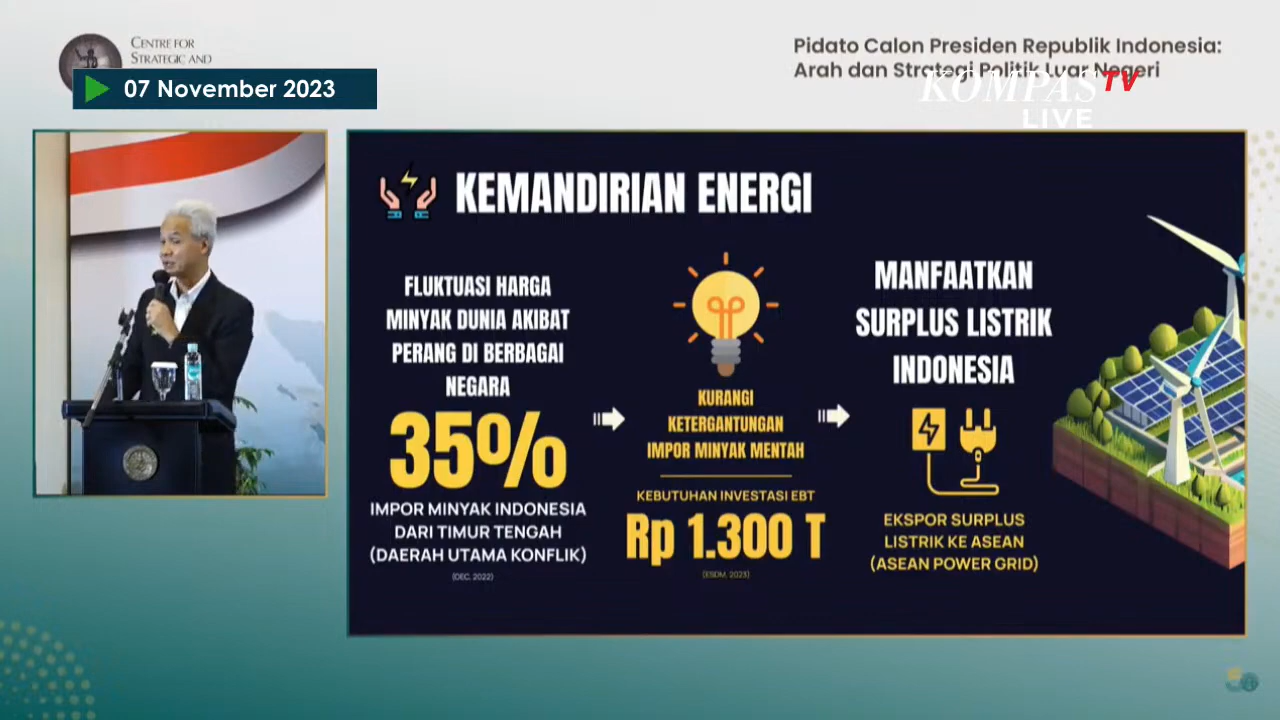 CENTRE FOR
STRATEGIC AND
07 November 2023
Pidato Calon Presiden Republik Indonesia:
Arah dan Strategi Politik Luar Negeri
KOMPAS TV
LIVE
KEMANDIRIAN ENERGI
FLUKTUASI HARGA
MINYAK DUNIA AKIBAT
PERANG DI BERBAGAI
NEGARA
35%
IMPOR MINYAK INDONESIA
DARI TIMUR TENGAH
(DAERAH UTAMA KONFLIK)
(DEC, 2022)
KURANGI
KETERGANTUNGAN
IMPOR MINYAK MENTAH
KEBUTUHAN INVESTASI EBT
Rp 1.300 T
(ESDM, 2023)
MANFAATKAN
SURPLUS LISTRIK
INDONESIA
EKSPOR SURPLUS
LISTRIK KE ASEAN
(ASEAN POWER GRID)